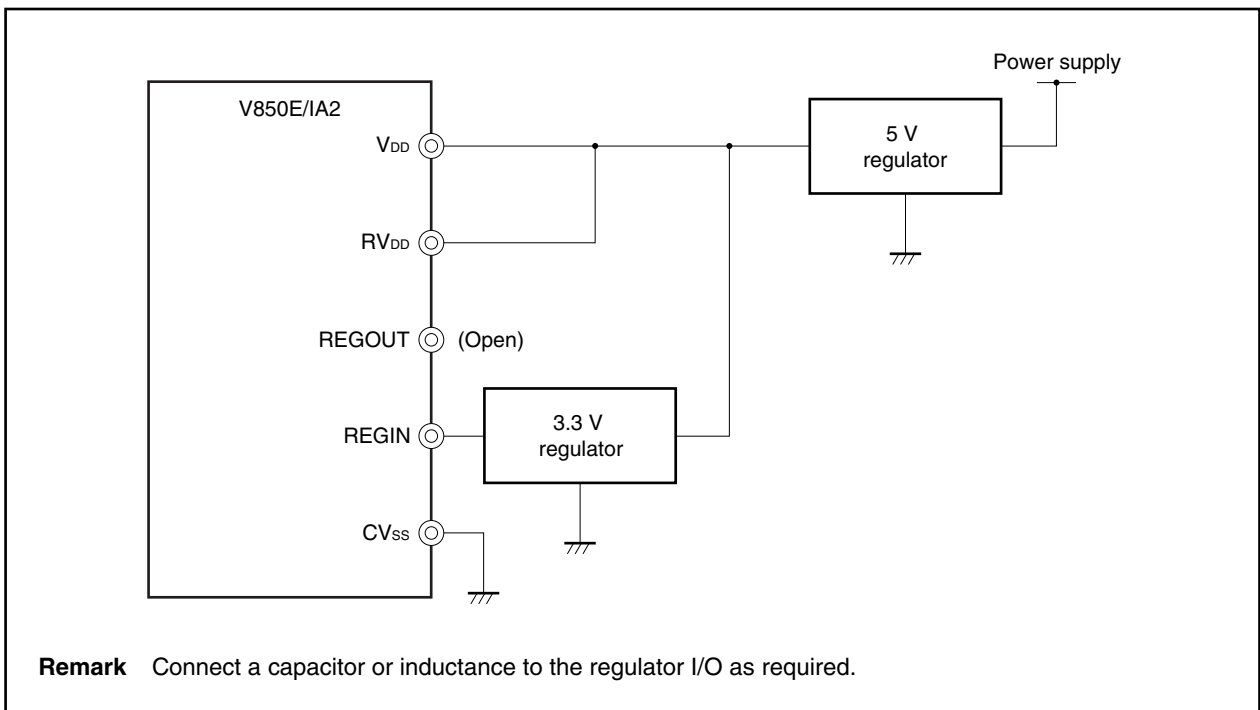 Power supply
V850E/IA2
5 V
regulator
VDD
RVDD
REGOUT
(Open)
3.3 V
regulator
REGIN
CVSS
Remark Connect a capacitor or inductance to the regulator I/O as required.